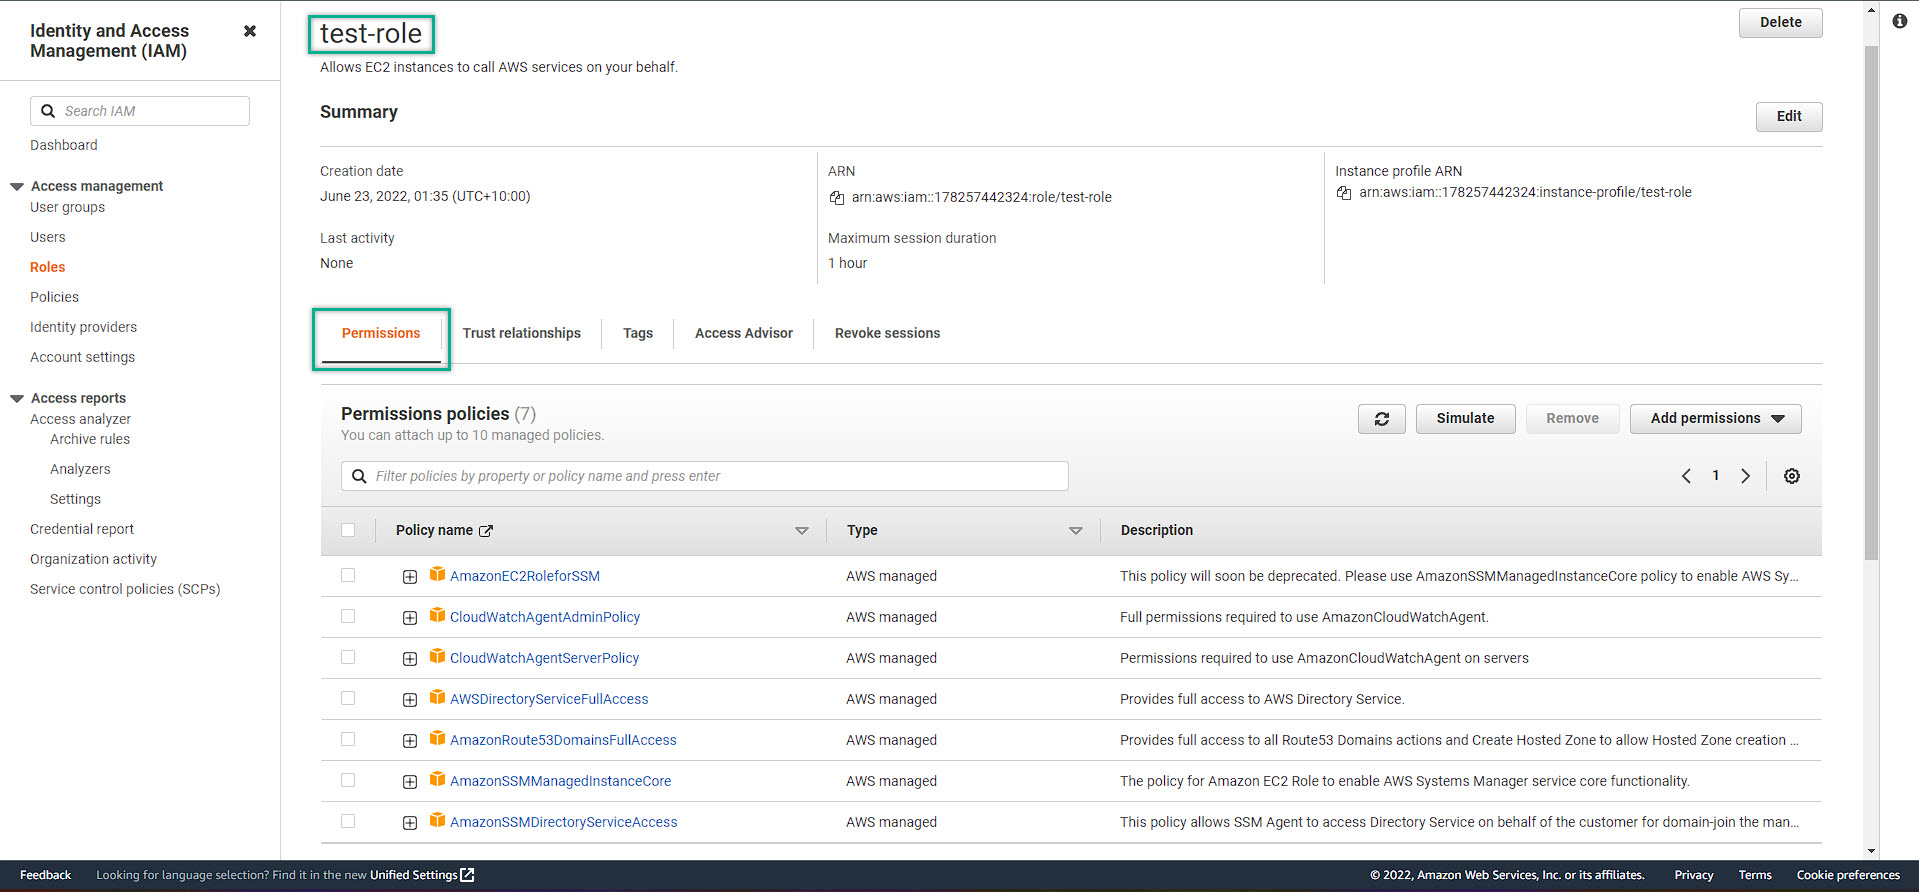 Identity and Access
Management (IAM)
Search IAM
Dashboard
Access management
User groups
Users
Roles
Policies
Identity providers
Account settings
Access reports
Access analyzer
Archive rules
Analyzers
Settings
Credential report
Organization activity
Service control policies (SCPs)
test-role
Delete
Allows EC2 instances to call AWS services on your behalf.
Summary
Edit
Creation date
June 23, 2022, 01:35 (UTC+10:00)
ARN
arn:aws:iam::178257442324:role/test-role
Instance profile ARN
arn:aws:iam::178257442324:instance-profile/test-role
Last activity
None
Maximum session duration
1 hour
Permissions
Trust relationships
Tags
Access Advisor
Revoke sessions
Permissions policies (7)
You can attach up to 10 managed policies.
Simulate
Remove
Add permissions
Filter policies by property or policy name and press enter
1
Policy name
Type
Description
AmazonEC2RoleforSSM AWS managed This policy will soon be deprecated. Please use AmazonSSMManagedInstanceCore policy to enable AWS Sy...
CloudWatchAgentAdminPolicy AWS managed Full permissions required to use AmazonCloudWatchAgent.
CloudWatchAgentServerPolicy AWS managed Permissions required to use AmazonCloudWatchAgent on servers
AWSDirectoryServiceFullAccess AWS managed Provides full access to AWS Directory Service.
AmazonRoute53DomainsFullAccess AWS managed Provides full access to all Route53 Domains actions and Create Hosted Zone to allow Hosted Zone creation ...
AmazonSSMManagedInstanceCore AWS managed The policy for Amazon EC2 Role to enable AWS Systems Manager service core functionality.
AmazonSSMDirectoryServiceAccess AWS managed This policy allows SSM Agent to access Directory Service on behalf of the customer for domain-join the man...
Feedback
Looking for language selection? Find it in the new Unified Settings
© 2022, Amazon Web Services, Inc. or its affiliates.
Privacy
Terms
Cookie preferences